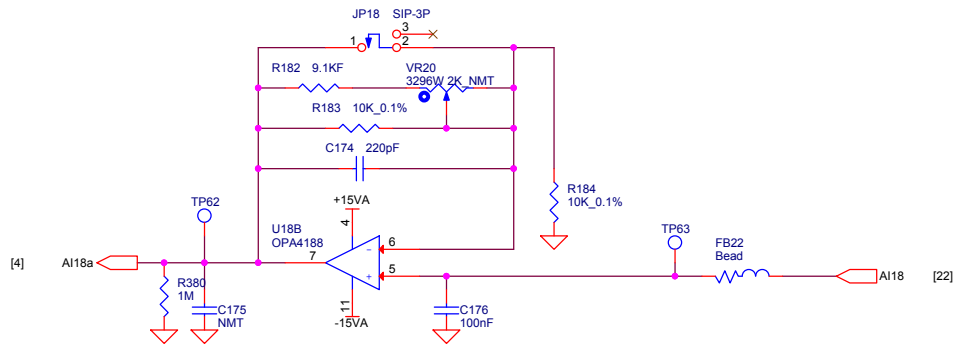 JP18 SIP-3P
3
1 2
R182 9.1KF VR20
3296W 2K_NMT
R183 10K_0.1%
C174 220pF
R184
10K_0.1%
TP62 +15VA TP63
4
U18B
OPA4188
6
FB22
Bead
[4] AI18a 7 - + 5 AI18 [22]
R380
1M
C175
NMT
11
-15VA
C176
100nF